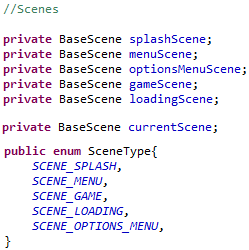 //Scenes
private BaseScene splashScene;
private BaseScene menuScene;
private BaseScene optionsMenuScene;
private BaseScene gameScene;
private BaseScene loadingScene;
private BaseScene currentScene;
public enum SceneType{
SCENE_SPLASH,
SCENE_MENU,
SCENE_GAME,
SCENE_LOADING,
SCENE_OPTIONS_MENU,
}